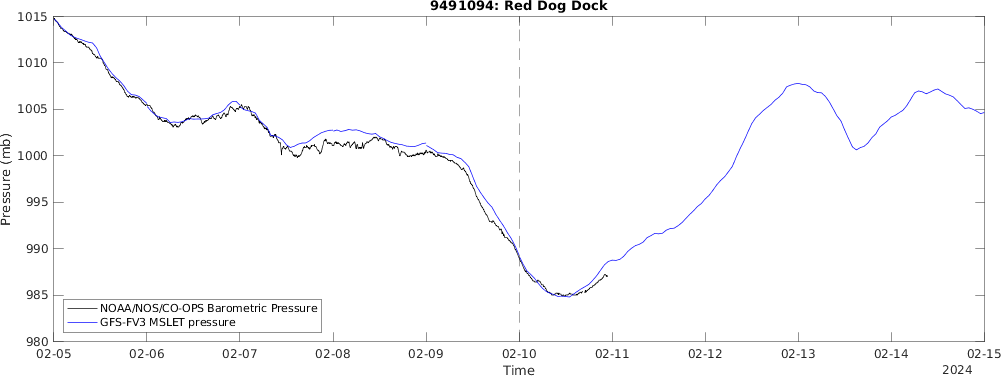 9491094: Red Dog Dock
1015
1010
1005
1000
995
990
985
980
Pressure (mb)
NOAA/NOS/CO-OPS Barometric Pressure
GFS-FV3 MSLET pressure
02-05 02-06 02-07 02-08 02-09 02-10 02-11 02-12 02-13 02-14 02-15
Time
2024